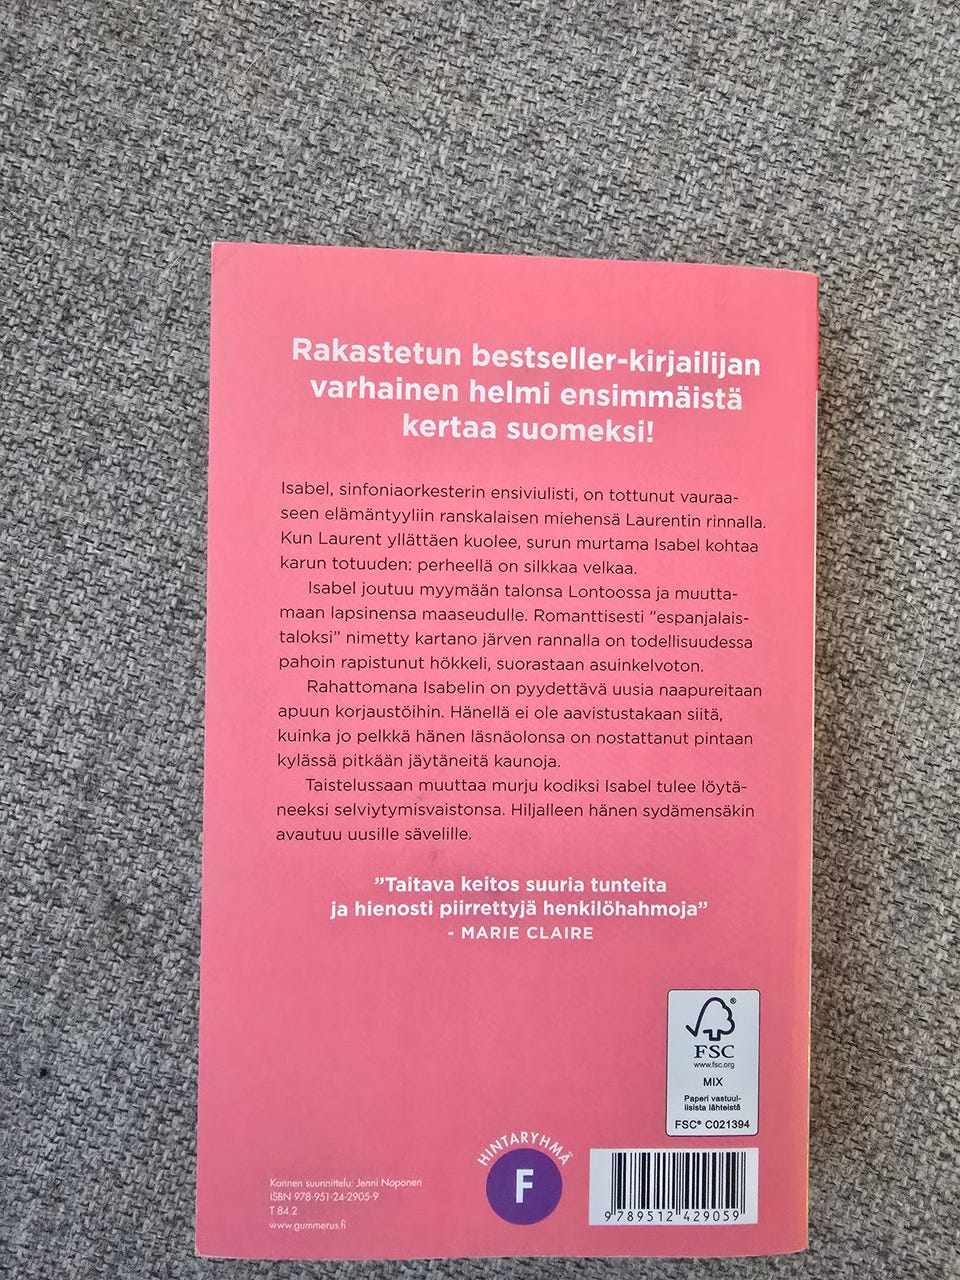 Rakastetun bestseller-kirjailijan
varhainen helmi ensimmäistä
kertaa suomeksi!
Isabel, sinfoniaorkesterin ensiviulisti, on tottunut vauraa-
seen elämäntyyliin ranskalaisen miehensä Laurentin rinnalla.
Kun Laurent yllättäen kuolee, surun murtama Isabel kohtaa
karun totuuden: perheellä on silkkaa velkaa.
Isabel joutuu myymään talonsa Lontoossa ja muutta-
maan lapsinensa maaseudulle. Romanttisesti ”espanjalais-
taloksi” nimetty kartano järven rannalla on todellisuudessa
pahoin rapistunut hökkeli, suorastaan asuinkelvoton.
Rahattomana Isabelin on pyydettävä uusia naapureitaan
apuun korjaustöihin. Hänellä ei ole aavistustakaan siitä,
kuinka jo pelkkä hänen läsnäolonsa on nostattanut pintaan
kylässä pitkään jäytäneitä kaunoja.
Taistelussaan muuttaa murju kodiksi Isabel tulee löytä-
neeksi selviytymisvaistonsa. Hiljalleen hänen sydämensäkin
avautuu uusille sävelille.
”Taitava keitos suuria tunteita
ja hienosti piirrettyjä henkilöhahmoja”
- MARIE CLAIRE
®
FSC
www.fsc.org
MIX
Paperi vastuul-
lisista lähteistä
FSC® C021394
HINTARYHMÄ
F
Kannen suunnittelu: Jenni Noponen
ISBN 978-951-24-2905-9
T 84.2
www.gummerus.fi
9 789512 429059